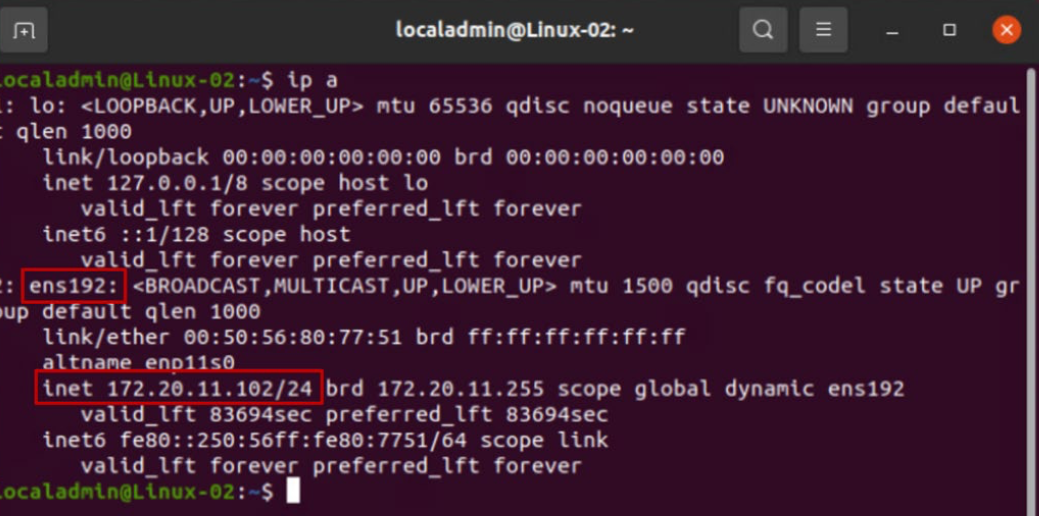 localadmin@Linux-02: ~
localadmin@Linux-02:~$ ip a
1: lo: <LOOPBACK,UP,LOWER_UP> mtu 65536 qdisc noqueue state UNKNOWN group defaul
t qlen 1000
link/loopback 00:00:00:00:00:00 brd 00:00:00:00:00:00
inet 127.0.0.1/8 scope host lo
valid_lft forever preferred_lft forever
inet6 ::1/128 scope host
valid_lft forever preferred_lft forever
2: ens192: <BROADCAST,MULTICAST,UP,LOWER_UP> mtu 1500 qdisc fq_codel state UP gr
oup default qlen 1000
link/ether 00:50:56:80:77:51 brd ff:ff:ff:ff:ff:ff
altname enp11s0
inet 172.20.11.102/24 brd 172.20.11.255 scope global dynamic ens192
valid_lft 83694sec preferred_lft 83694sec
inet6 fe80::250:56ff:fe80:7751/64 scope link
valid_lft forever preferred_lft forever
localadmin@Linux-02:~$